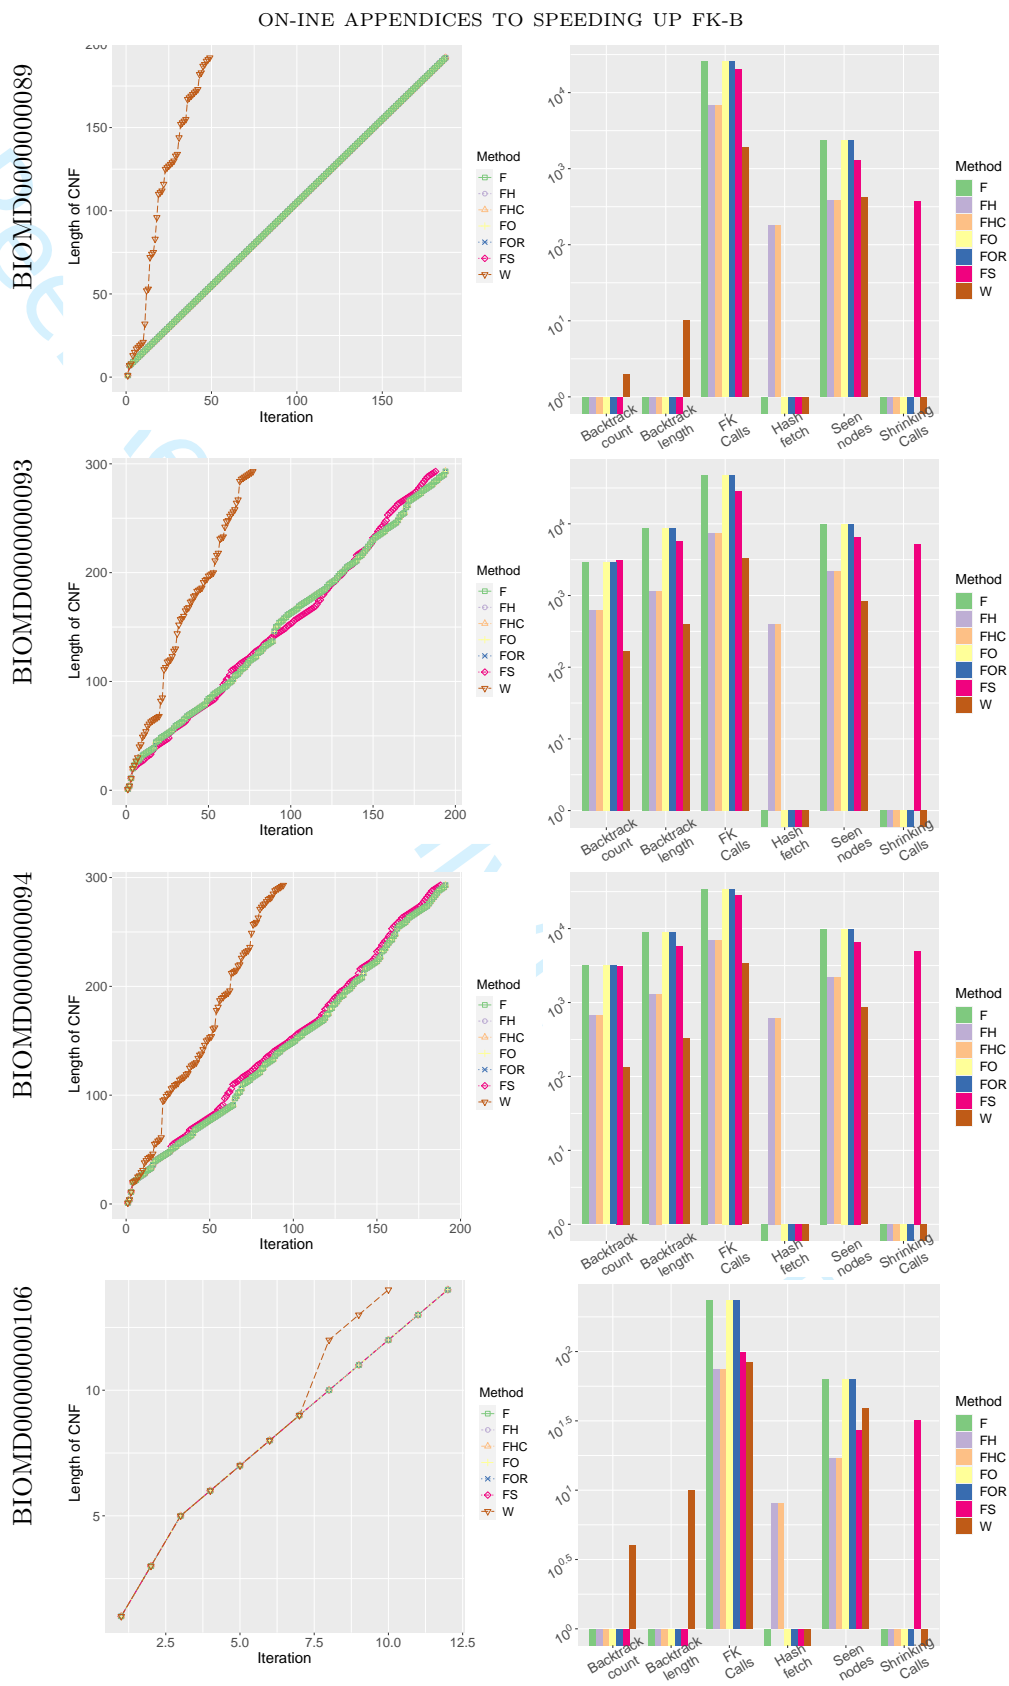 ON-INE APPENDICES TO SPEEDING UP FK-B
BIOMD0000000089
Length of CNF
200
150
100
50
0
0
50
100
150
Iteration
Method
F
FH
FHC
FO
FOR
FS
W
10^4
10^3
10^2
10^1
10^0
Backtrack count
Backtrack length
FK Calls
Hash fetch
Seen nodes
Shrinking Calls
Method
F
FH
FHC
FO
FOR
FS
W
BIOMD0000000093
Length of CNF
300
200
100
0
0
50
100
150
200
Iteration
Method
F
FH
FHC
FO
FOR
FS
W
10^4
10^3
10^2
10^1
10^0
Backtrack count
Backtrack length
FK Calls
Hash fetch
Seen nodes
Shrinking Calls
Method
F
FH
FHC
FO
FOR
FS
W
BIOMD0000000094
Length of CNF
300
200
100
0
0
50
100
150
200
Iteration
Method
F
FH
FHC
FO
FOR
FS
W
10^4
10^3
10^2
10^1
10^0
Backtrack count
Backtrack length
FK Calls
Hash fetch
Seen nodes
Shrinking Calls
Method
F
FH
FHC
FO
FOR
FS
W
BIOMD0000000106
Length of CNF
10
5
2.5
5.0
7.5
10.0
12.5
Iteration
Method
F
FH
FHC
FO
FOR
FS
W
10^2
10^1.5
10^1
10^0.5
10^0
Backtrack count
Backtrack length
FK Calls
Hash fetch
Seen nodes
Shrinking Calls
Method
F
FH
FHC
FO
FOR
FS
W